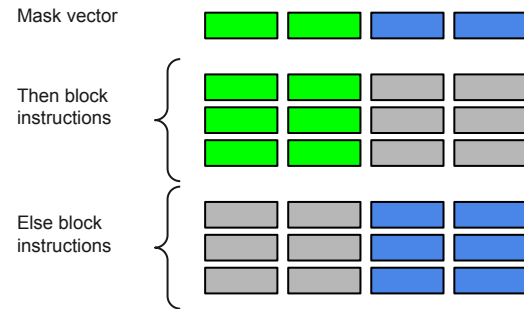 Mask vector
Then block
instructions
Else block
instructions